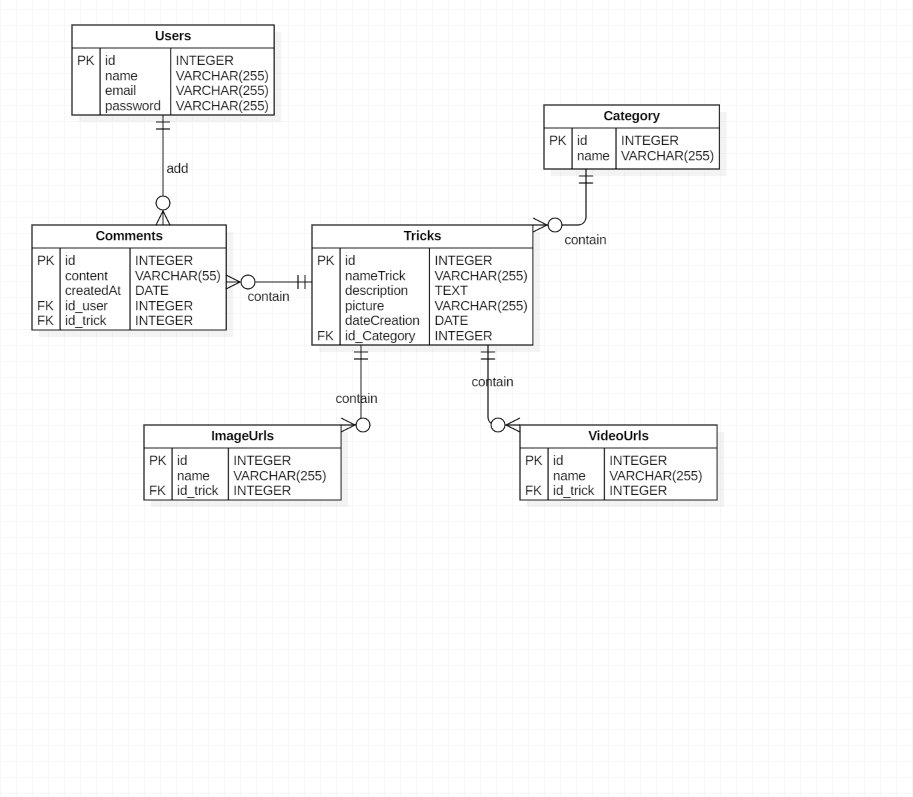 Users
PK id INTEGER
name VARCHAR(255)
email VARCHAR(255)
password VARCHAR(255)
add
Category
PK id INTEGER
name VARCHAR(255)
contain
Comments
PK id INTEGER
content VARCHAR(55)
createdAt DATE
FK id_user INTEGER
FK id_trick INTEGER
contain
Tricks
PK id INTEGER
nameTrick VARCHAR(255)
description TEXT
picture VARCHAR(255)
dateCreation DATE
FK id_Category INTEGER
contain
contain
ImageUrls
PK id INTEGER
name VARCHAR(255)
FK id_trick INTEGER
VideoUrls
PK id INTEGER
name VARCHAR(255)
FK id_trick INTEGER